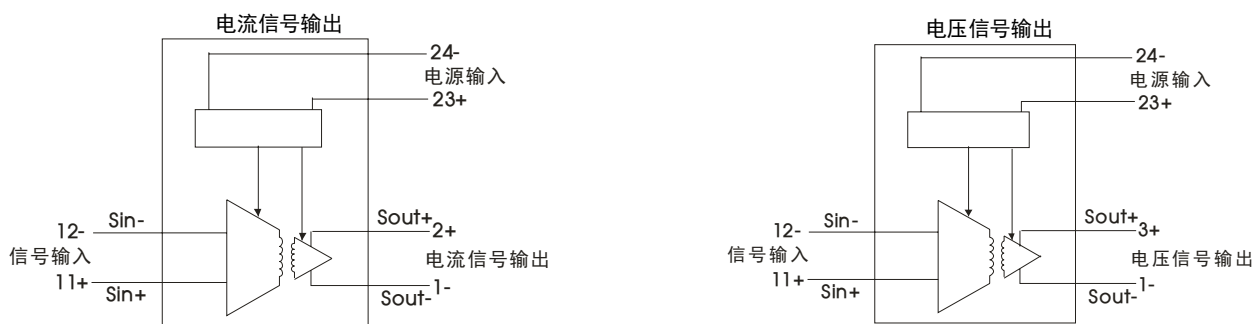 电流信号输出
24-
电源输入
23+
Sin-
12-
信号输入
11+
Sin+
Sout+
2+
电流信号输出
1-
Sout-
电压信号输出
24-
电源输入
23+
Sin-
12-
信号输入
11+
Sin+
Sout+
3+
电压信号输出
1-
Sout-